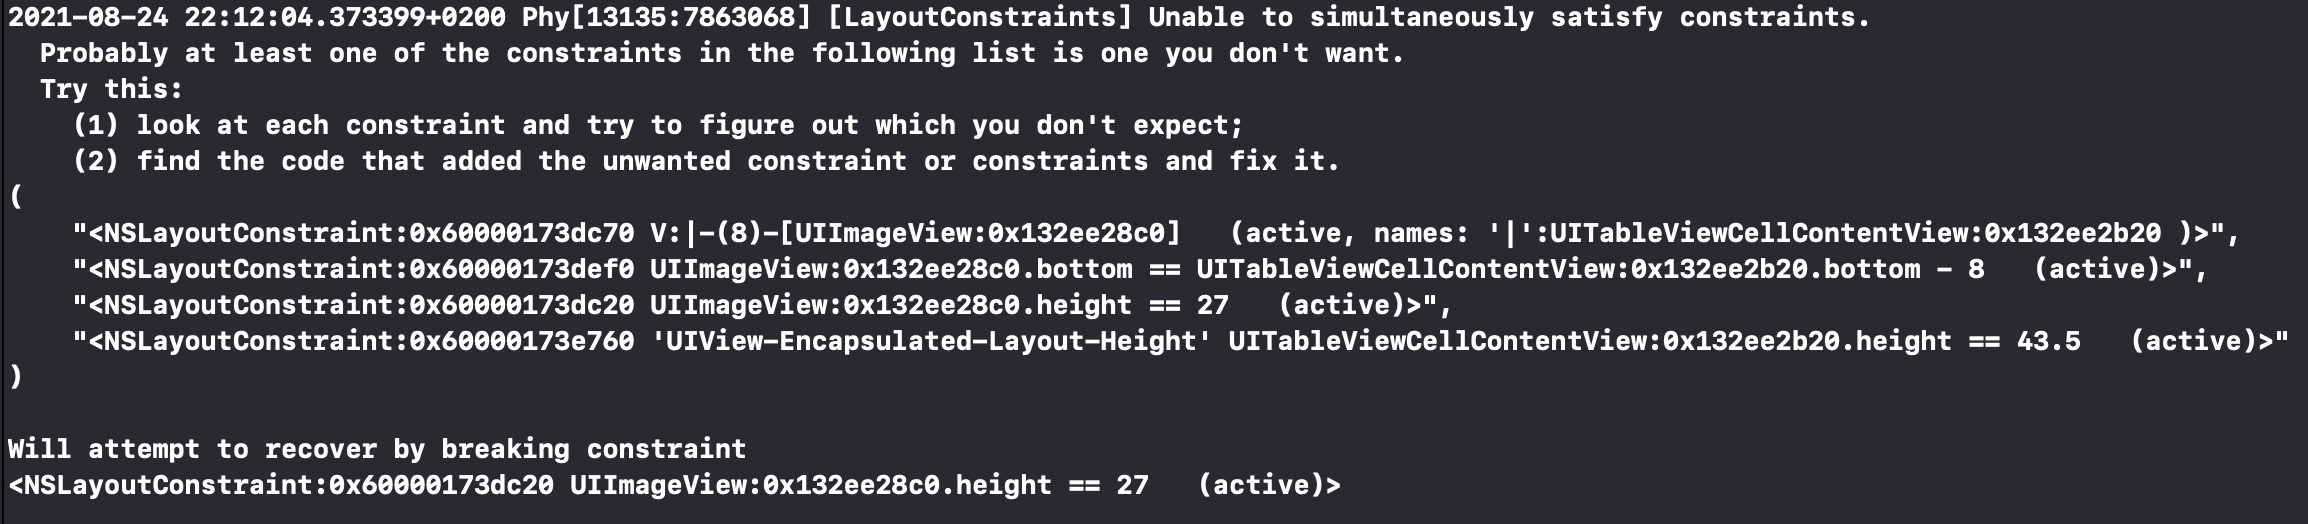 2021-08-24 22:12:04.373399+0200 Phy[13135:7863068] [LayoutConstraints] Unable to simultaneously satisfy constraints.
  Probably at least one of the constraints in the following list is one you don't want.
  Try this:
    (1) look at each constraint and try to figure out which you don't expect;
    (2) find the code that added the unwanted constraint or constraints and fix it.
(
    "<NSLayoutConstraint:0x60000173dc70 V:|-(8)-[UIImageView:0x132ee28c0]   (active, names: '|':UITableViewCellContentView:0x132ee2b20 )>",
    "<NSLayoutConstraint:0x60000173def0 UIImageView:0x132ee28c0.bottom == UITableViewCellContentView:0x132ee2b20.bottom - 8   (active)>",
    "<NSLayoutConstraint:0x60000173dc20 UIImageView:0x132ee28c0.height == 27   (active)>",
    "<NSLayoutConstraint:0x60000173e760 'UIView-Encapsulated-Layout-Height' UITableViewCellContentView:0x132ee2b20.height == 43.5   (active)>"
)
Will attempt to recover by breaking constraint
<NSLayoutConstraint:0x60000173dc20 UIImageView:0x132ee28c0.height == 27   (active)>